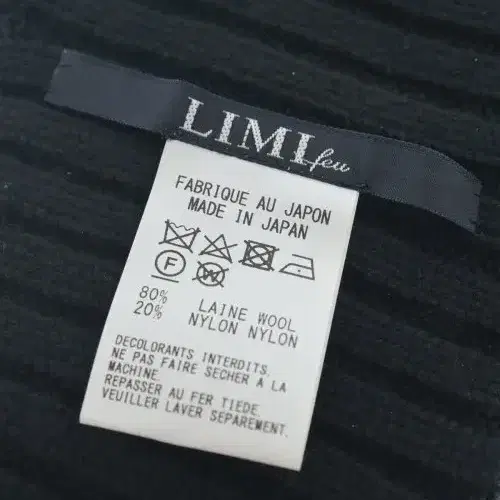 LIMI feu
FABRIQUE AU JAPON
MADE IN JAPAN
F
W
80% LAINE WOOL
20% NYLON NYLON
DECOLORANTS INTERDITS.
NE PAS FAIRE SECHER A LA
MACHINE.
REPASSER AU FER TIEDE.
VEUILLER LAVER SEPAREMENT.